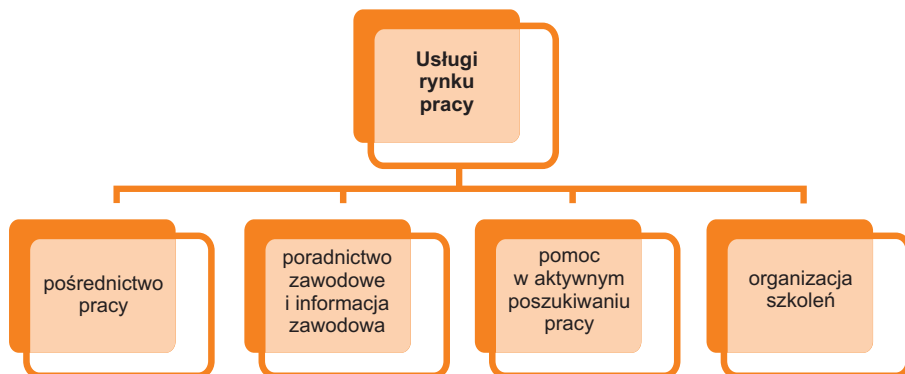 Usługi
rynku
pracy
pośrednictwo
pracy
poradnictwo
zawodowe
i informacja
zawodowa
pomoc
w aktywnym
poszukiwaniu
pracy
organizacja
szkoleń